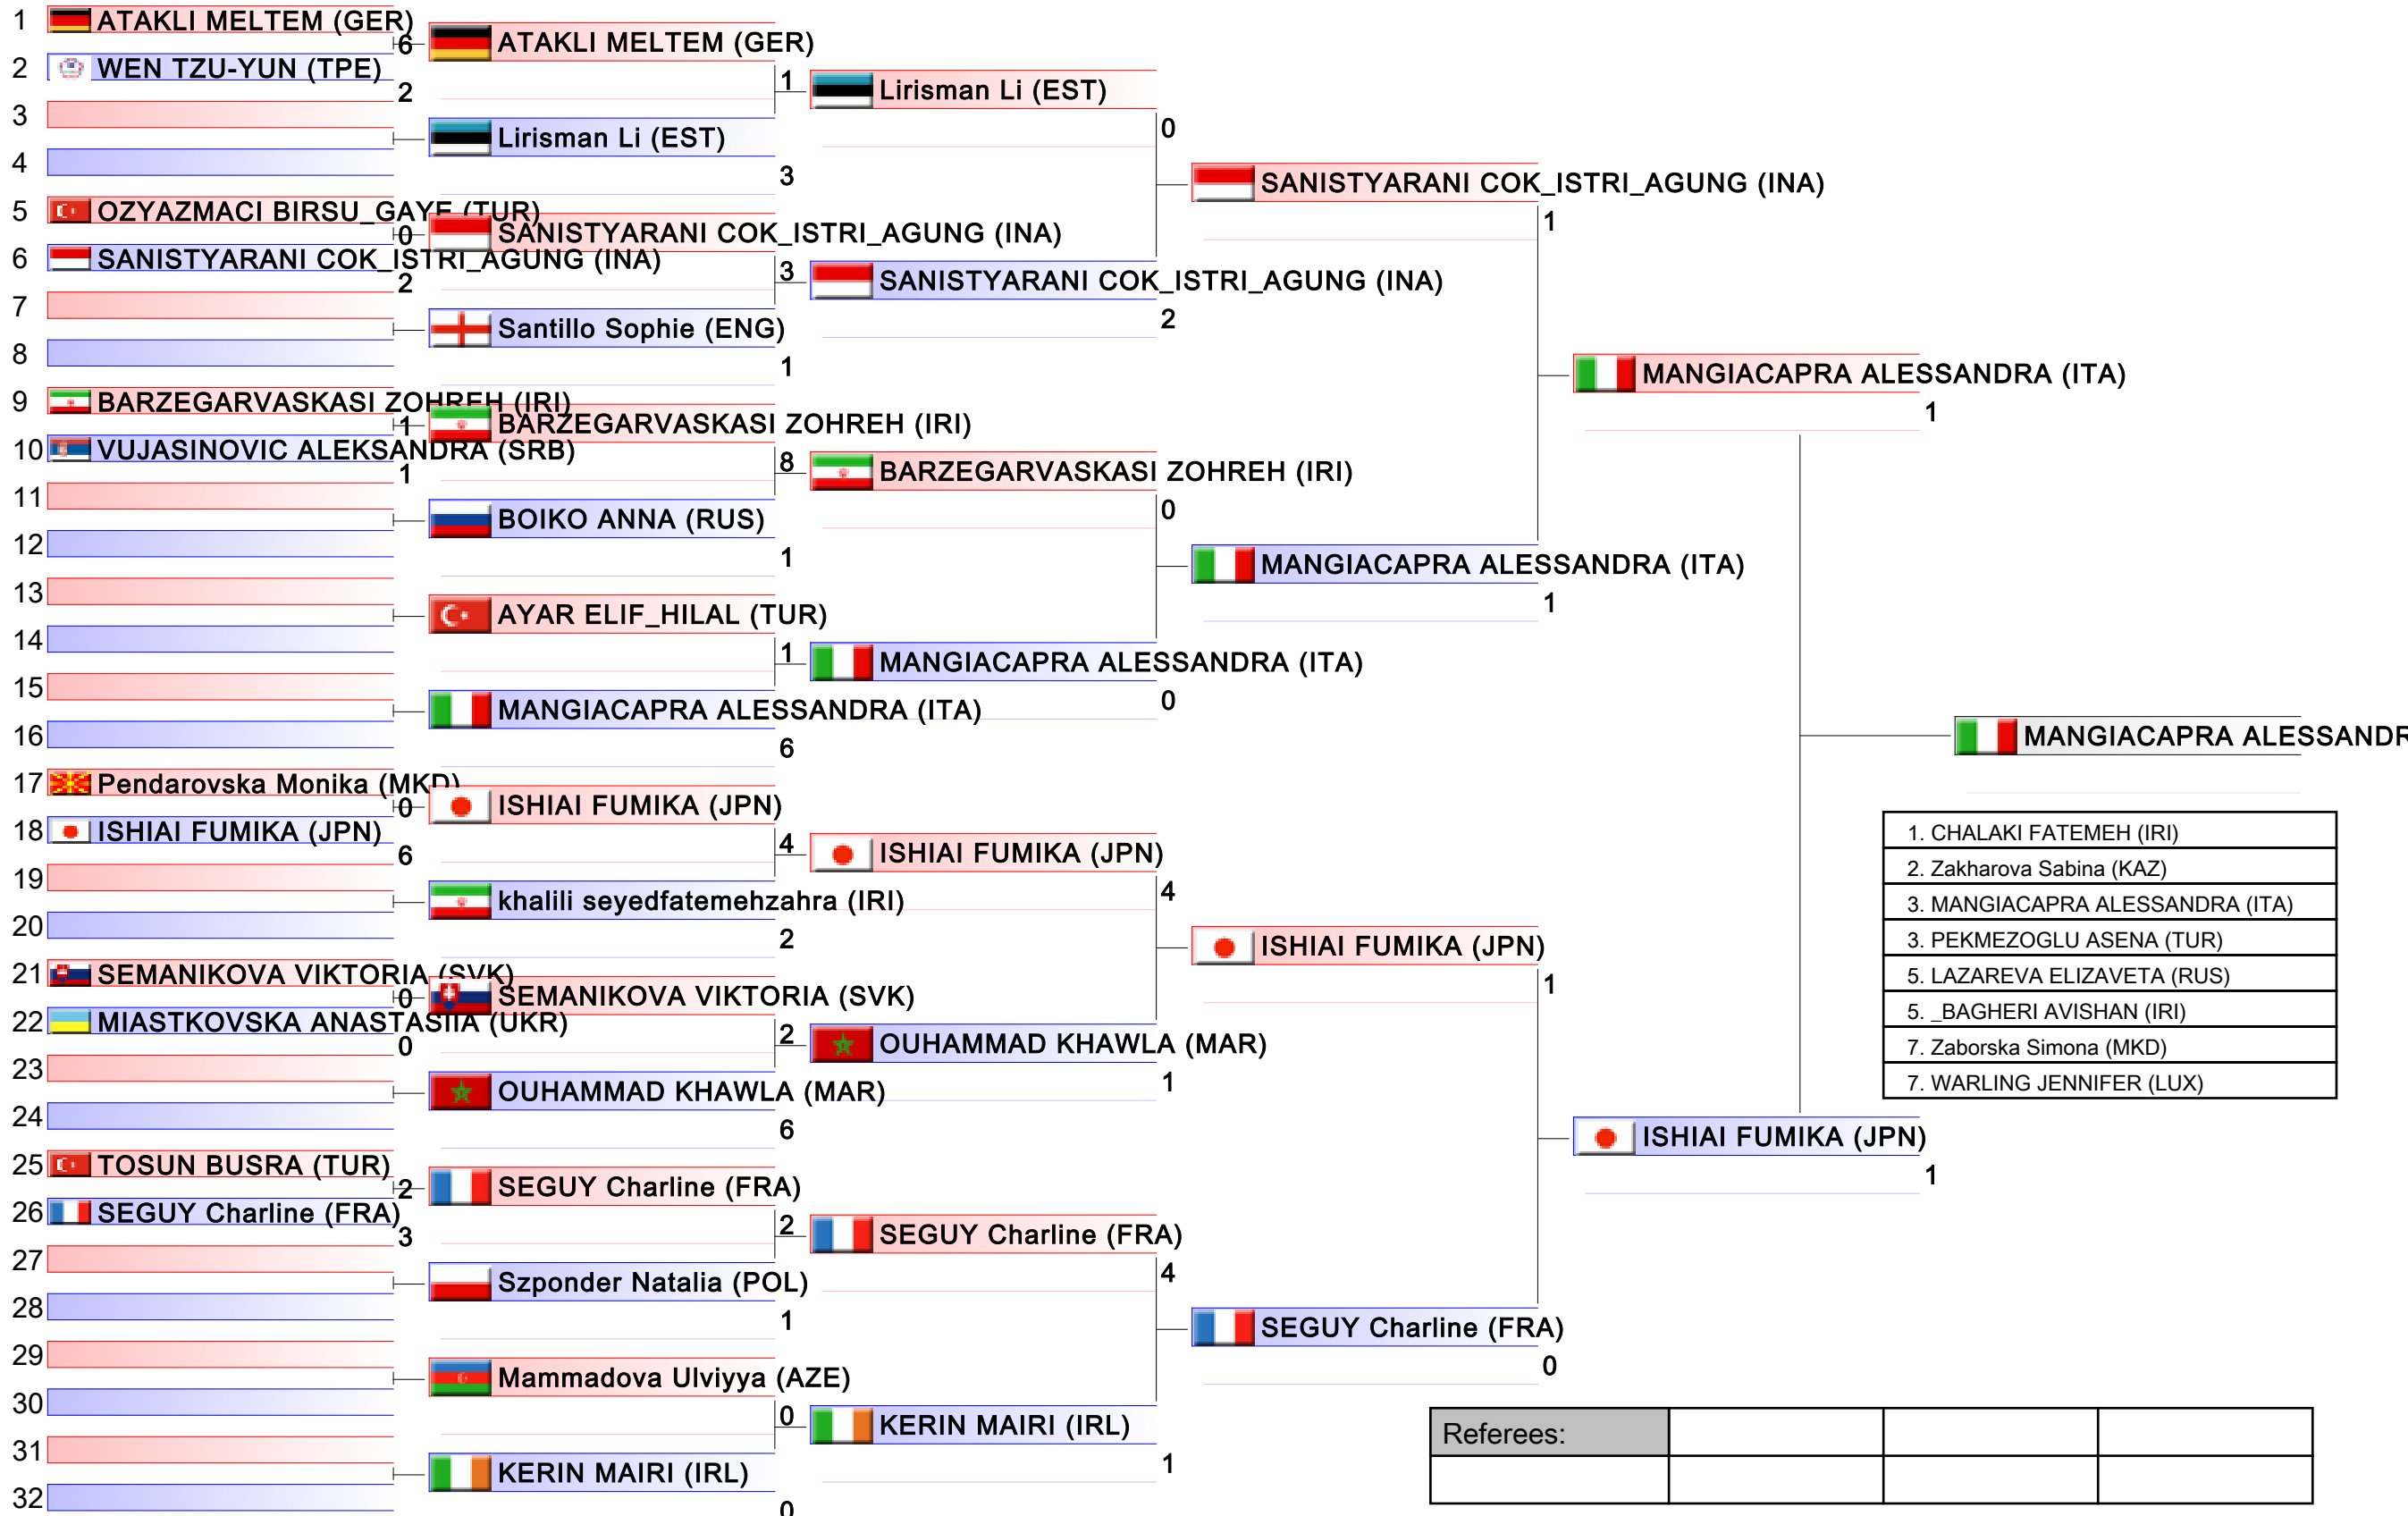 1 ATAKLI MELTEM (GER)
6
2 WEN TZU-YUN (TPE)
2
3
4
5 OZYAZMACI BIRSU_GAYE (TUR)
0
6 SANISTYARANI COK_ISTRI_AGUNG (INA)
2
7
8
9 BARZEGARVASKASI ZOHREH (IRI)
1
10 VUJASINOVIC ALEKSANDRA (SRB)
1
11
12
13
14
15
16
17 Pendarovska Monika (MKD)
0
18 ISHIAI FUMIKA (JPN)
6
19
20
21 SEMANIKOVA VIKTORIA (SVK)
0
22 MIASTKOVSKA ANASTASIIA (UKR)
0
23
24
25 TOSUN BUSRA (TUR)
2
26 SEGUY Charline (FRA)
3
27
28
29
30
31
32
ATAKLI MELTEM (GER)
1
Lirisman Li (EST)
3
SANISTYARANI COK_ISTRI_AGUNG (INA)
3
Santillo Sophie (ENG)
1
BARZEGARVASKASI ZOHREH (IRI)
8
BOIKO ANNA (RUS)
1
AYAR ELIF_HILAL (TUR)
1
MANGIACAPRA ALESSANDRA (ITA)
6
ISHIAI FUMIKA (JPN)
4
khalili seyedfatemehzahra (IRI)
2
SEMANIKOVA VIKTORIA (SVK)
2
OUHAMMAD KHAWLA (MAR)
6
SEGUY Charline (FRA)
2
Szponder Natalia (POL)
1
Mammadova Ulviyya (AZE)
0
KERIN MAIRI (IRL)
0
Lirisman Li (EST)
0
SANISTYARANI COK_ISTRI_AGUNG (INA)
2
BARZEGARVASKASI ZOHREH (IRI)
0
MANGIACAPRA ALESSANDRA (ITA)
0
ISHIAI FUMIKA (JPN)
4
OUHAMMAD KHAWLA (MAR)
1
SEGUY Charline (FRA)
4
KERIN MAIRI (IRL)
1
SANISTYARANI COK_ISTRI_AGUNG (INA)
1
MANGIACAPRA ALESSANDRA (ITA)
1
ISHIAI FUMIKA (JPN)
1
SEGUY Charline (FRA)
0
MANGIACAPRA ALESSANDRA (ITA)
1
ISHIAI FUMIKA (JPN)
1
MANGIACAPRA ALESSANDR
1. CHALAKI FATEMEH (IRI)
2. Zakharova Sabina (KAZ)
3. MANGIACAPRA ALESSANDRA (ITA)
3. PEKMEZOGLU ASENA (TUR)
5. LAZAREVA ELIZAVETA (RUS)
5. _BAGHERI AVISHAN (IRI)
7. Zaborska Simona (MKD)
7. WARLING JENNIFER (LUX)
Referees: